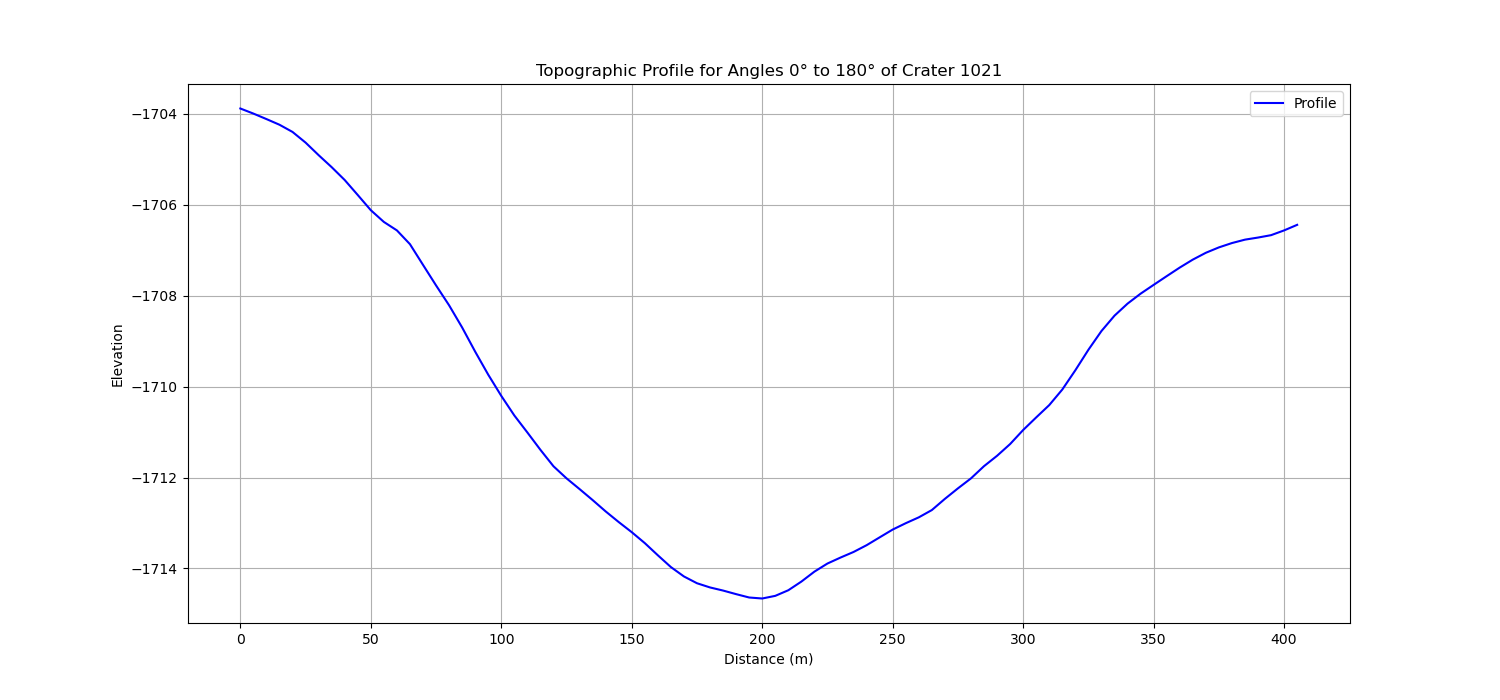 Topographic Profile for Angles 0° to 180° of Crater 1021
Profile
−1704
−1706
−1708
−1710
−1712
−1714
Elevation
0 50 100 150 200 250 300 350 400
Distance (m)